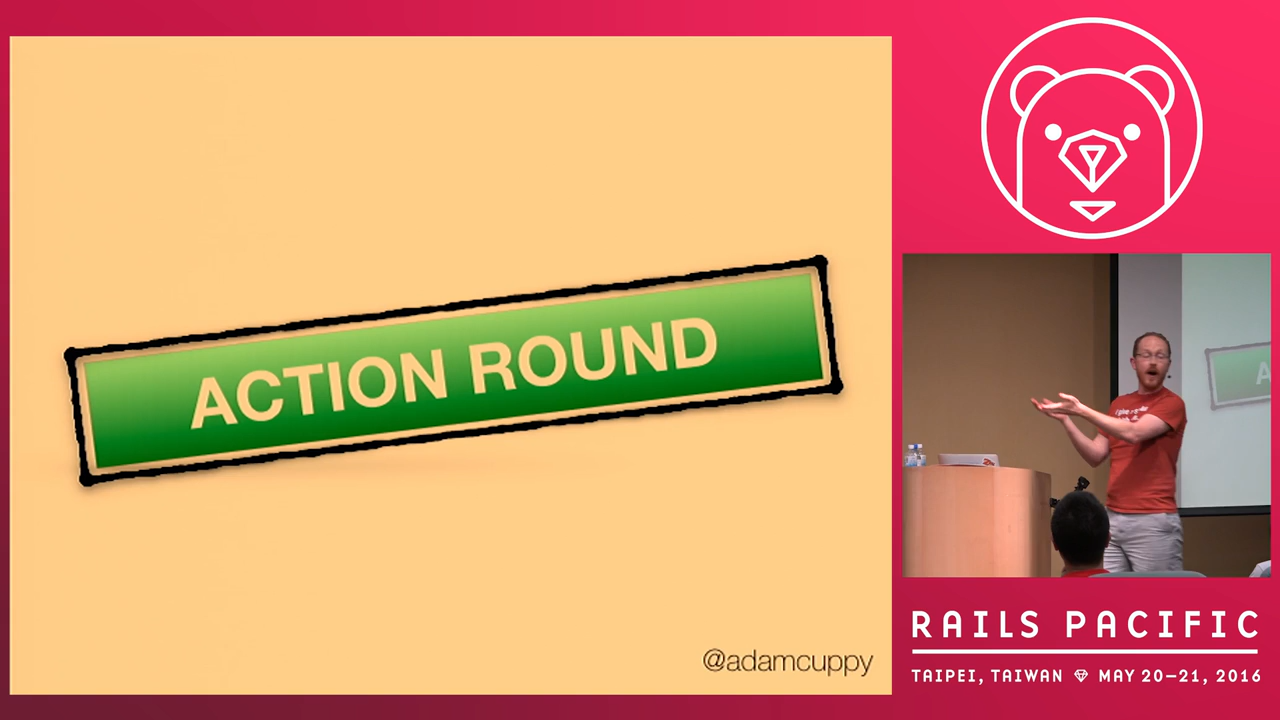 ACTION ROUND
@adamcuppy
RAILS PACIFIC
TAIPEI, TAIWAN MAY 20–21, 2016